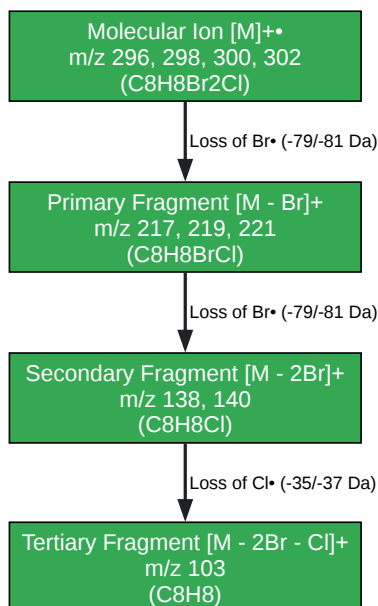 Molecular Ion [M]+•
m/z 296, 298, 300, 302
(C8H8Br2Cl)
Loss of Br• (-79/-81 Da)
Primary Fragment [M - Br]+
m/z 217, 219, 221
(C8H8BrCl)
Loss of Br• (-79/-81 Da)
Secondary Fragment [M - 2Br]+
m/z 138, 140
(C8H8Cl)
Loss of Cl• (-35/-37 Da)
Tertiary Fragment [M - 2Br - Cl]+
m/z 103
(C8H8)